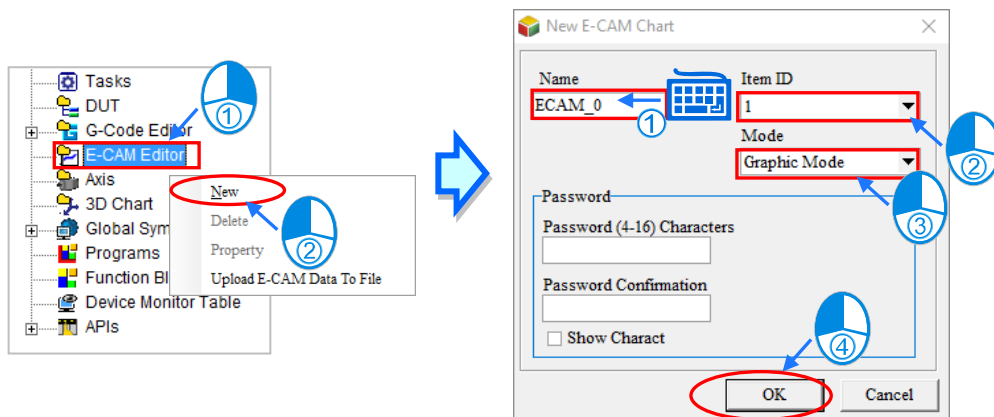 Tasks
DUT
G-Code Editor
E-CAM Editor
Axis
3D Chart
Global Sym
Programs
Function Bl
Device Monitor Table
APIs
①
New
Delete
Property
Upload E-CAM Data To File
②
New E-CAM Chart
Name
Item ID
ECAM_0
①
1
②
Mode
Graphic Mode
③
Password
Password (4-16) Characters
Password Confirmation
Show Charact
④
OK
Cancel